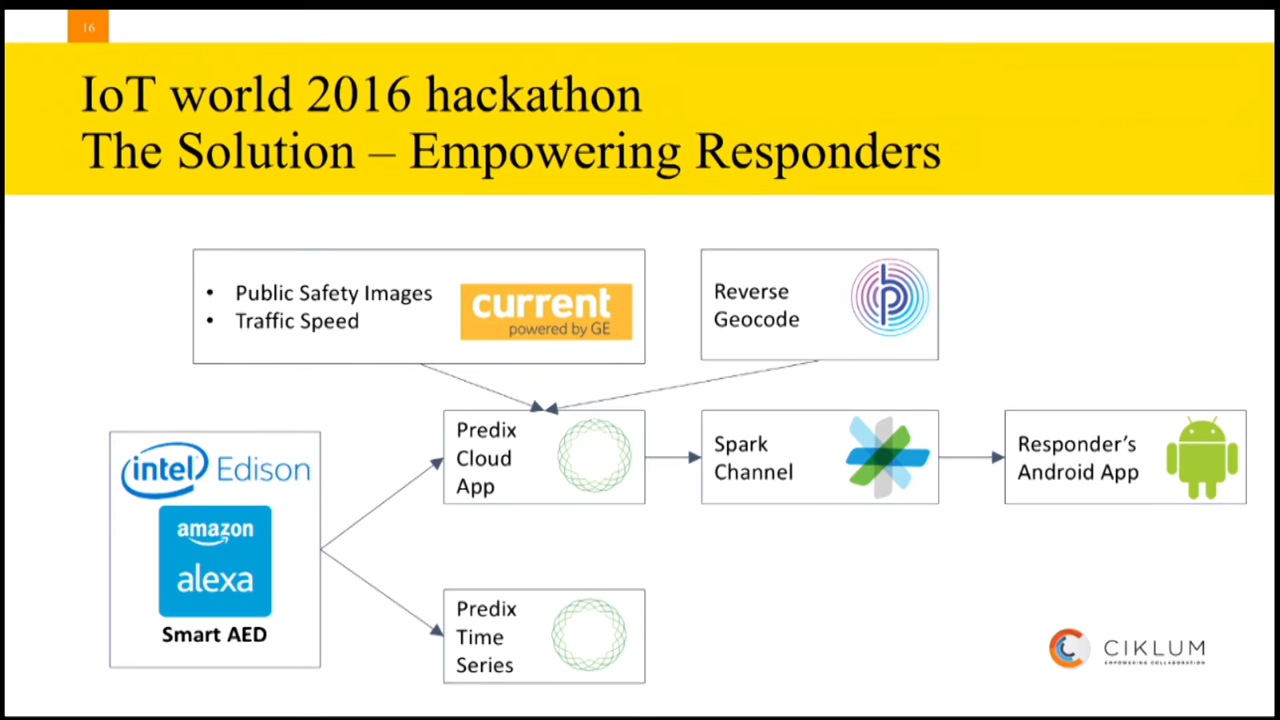 16
IoT world 2016 hackathon
The Solution – Empowering Responders
• Public Safety Images
• Traffic Speed
current
powered by GE
Reverse
Geocode
intel Edison
amazon
alexa
Smart AED
Predix
Cloud
App
Spark
Channel
Responder's
Android App
Predix
Time
Series
CIKLUM
EMPOWERING COLLABORATION